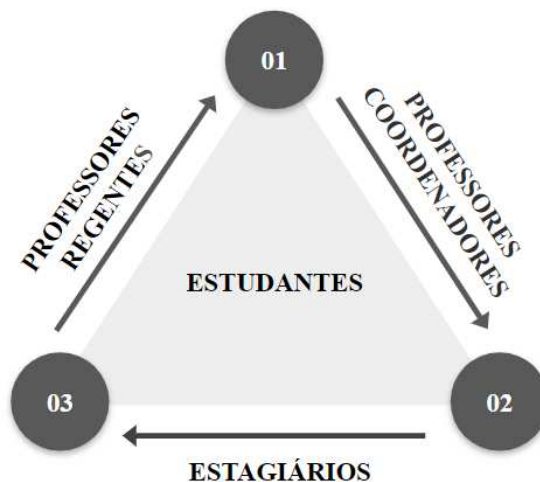 01
PROFESSORES
REGENTES
PROFESSORES
COORDENADORES
ESTUDANTES
03
02
ESTAGIÁRIOS